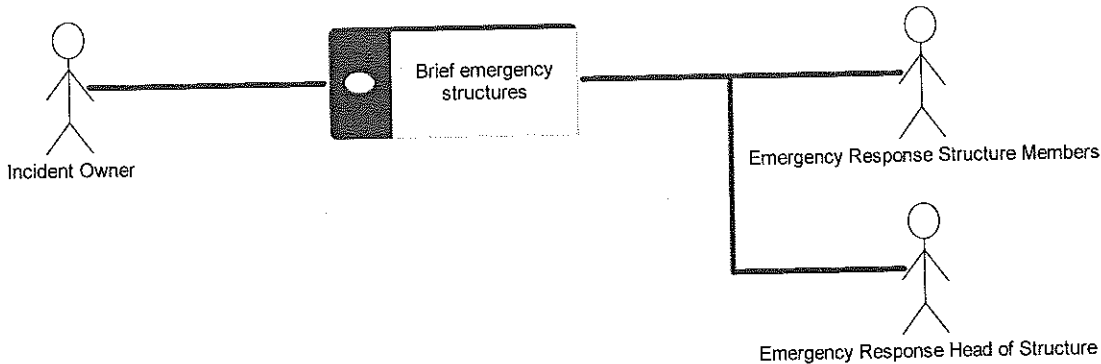 Brief emergency
structures
Incident Owner
Emergency Response Structure Members
Emergency Response Head of Structure